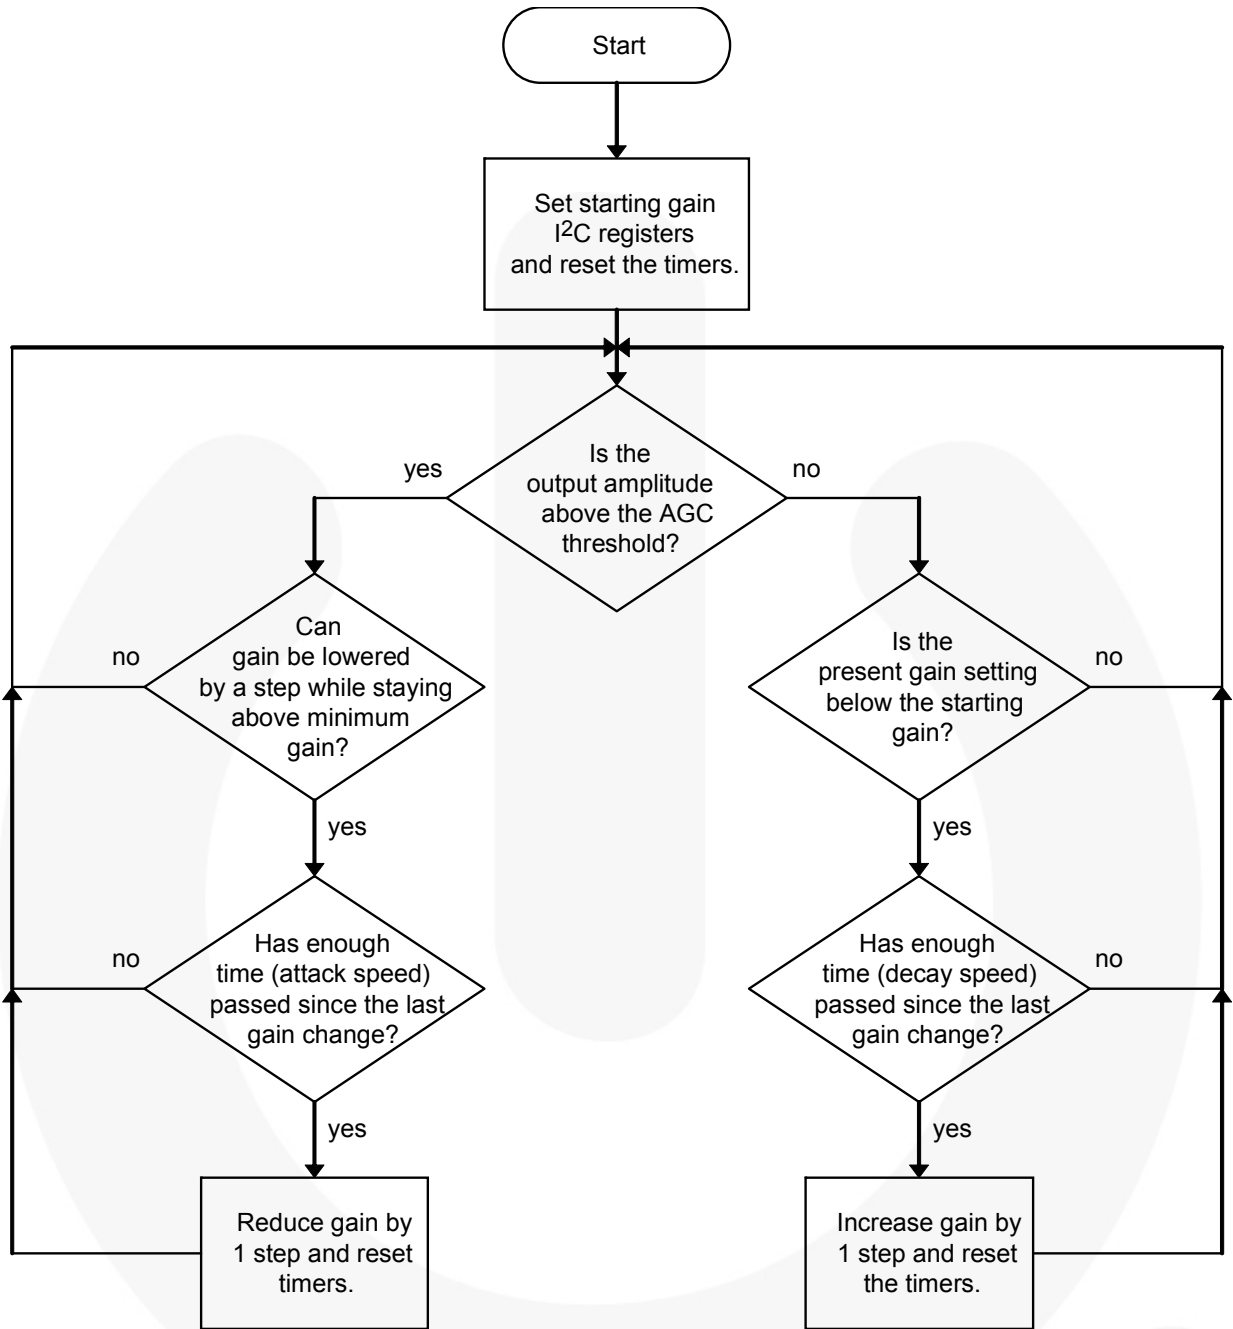 Start
Set starting gain
I²C registers
and reset the timers.
yes
Is the
output amplitude
above the AGC
threshold?
no
no
Can
gain be lowered
by a step while staying
above minimum
gain?
Is the
present gain setting
below the starting
gain?
no
yes
yes
no
Has enough
time (attack speed)
passed since the last
gain change?
Has enough
time (decay speed)
passed since the last
gain change?
no
yes
yes
Reduce gain by
1 step and reset
timers.
Increase gain by
1 step and reset
the timers.